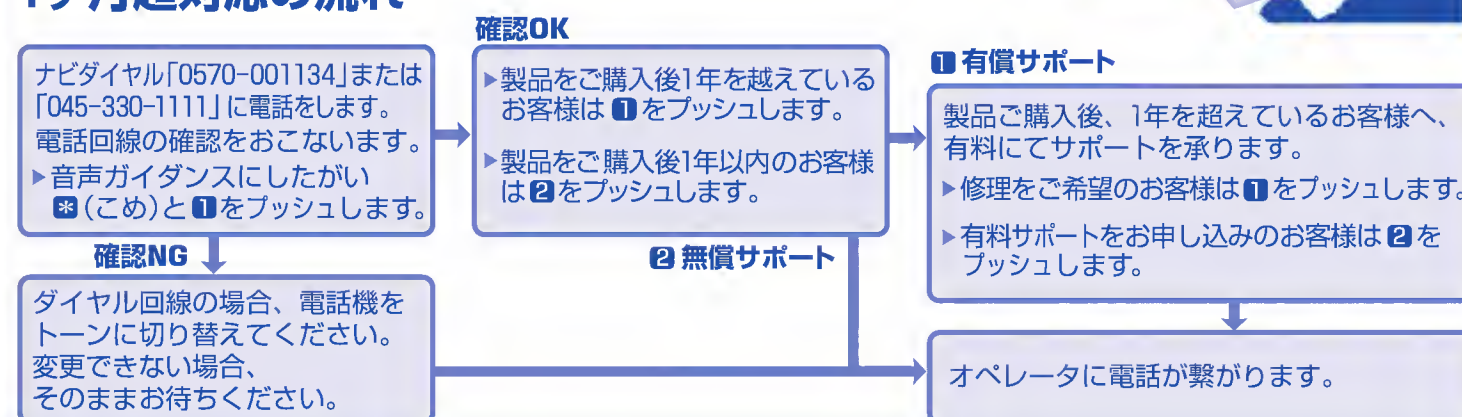 1ヶ月超対応の流れ
ナビダイヤル「0570-001134」または
「045-330-1111」に電話をします。
電話回線の確認をおこないます。
▶音声ガイダンスにしたがい
*(こめ)と1をプッシュします。
確認OK
▶製品をご購入後1年を越えている
お客様は1をプッシュします。
▶製品をご購入後1年以内のお客様
は2をプッシュします。
1有償サポート
製品ご購入後、1年を超えているお客様へ、
有料にてサポートを承ります。
▶修理をご希望のお客様は1をプッシュします。
▶有料サポートをお申し込みのお客様は2を
プッシュします。
確認NG
2無償サポート
ダイヤル回線の場合、電話機を
トーンに切り替えてください。
変更できない場合、
そのままお待ちください。
オペレータに電話が繋がります。